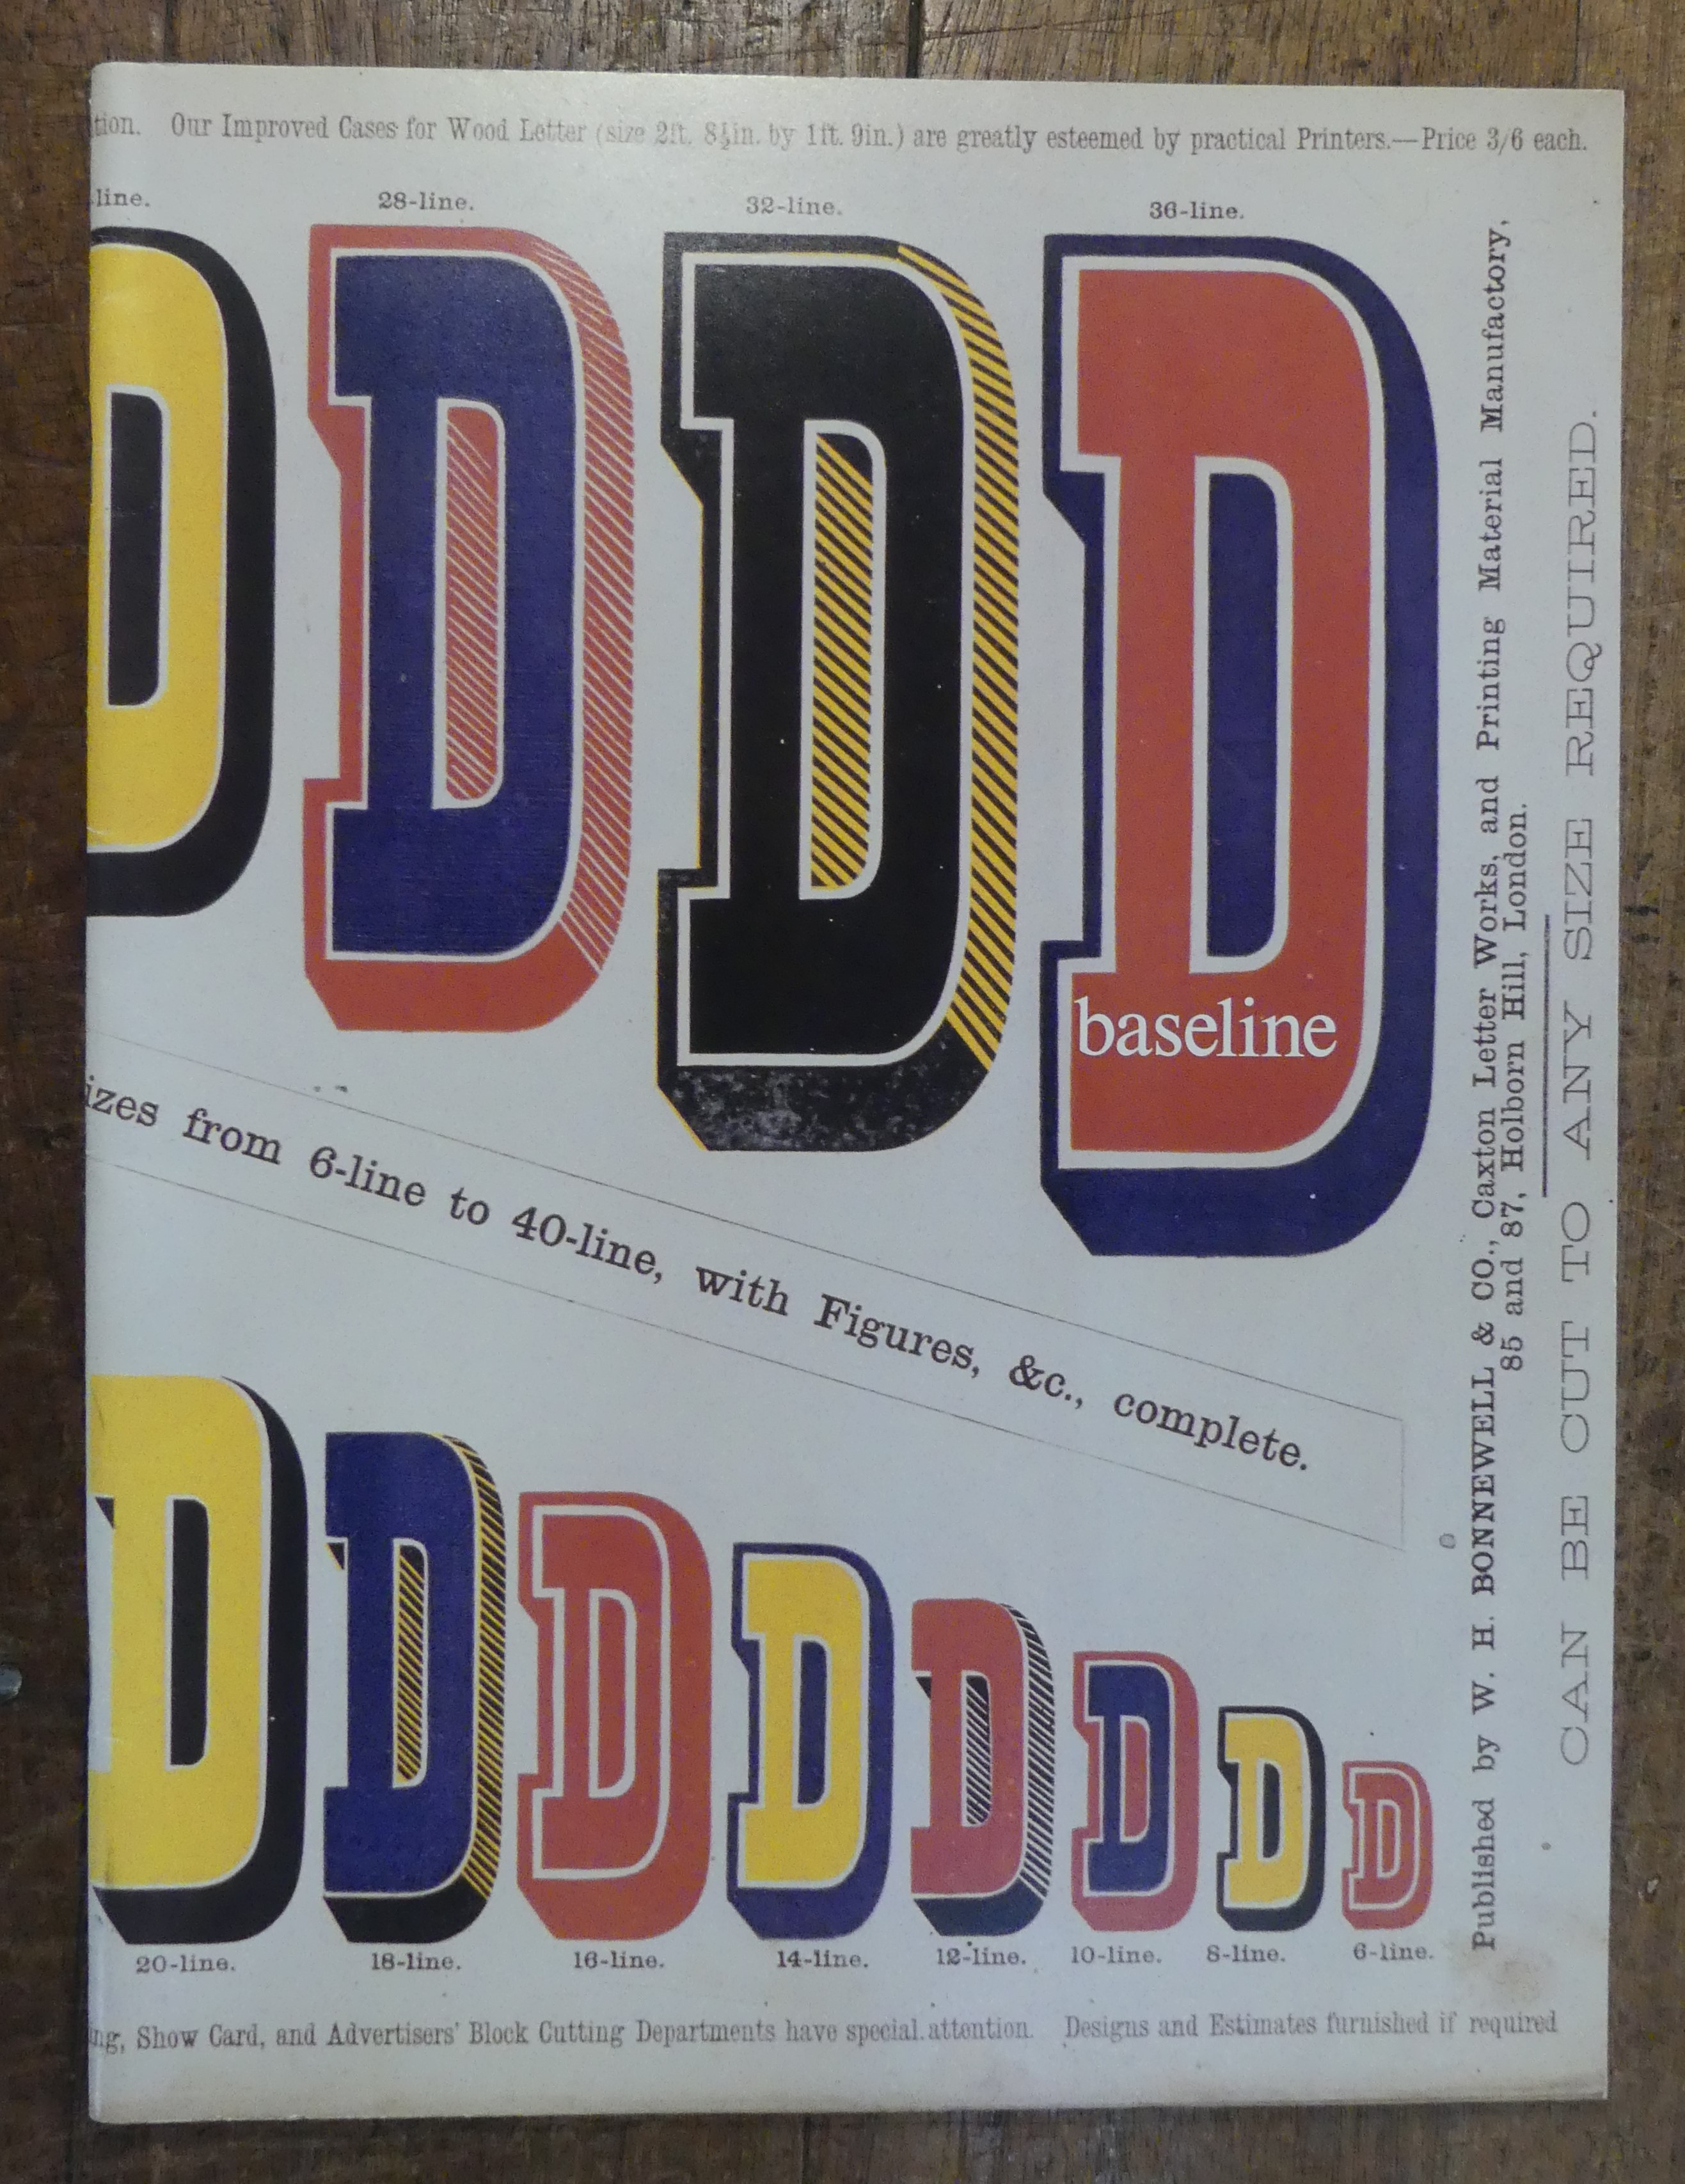 tion. Our Improved Cases for Wood Letter (size 2ft. 8½in. by 1ft. 9in.) are greatly esteemed by practical Printers.—Price 3/6 each.
line. 28-line. 32-line. 36-line.
D D D D
baseline
izes from 6-line to 40-line, with Figures, &c., complete.
D D D D D D D D
20-line. 18-line. 16-line. 14-line. 12-line. 10-line. 8-line. 6-line.
ng, Show Card, and Advertisers' Block Cutting Departments have special attention. Designs and Estimates furnished if required
Published by W. H. BONNEWELL & CO., Caxton Letter Works, and Printing Material Manufactory,
85 and 87, Holborn Hill, London.
CAN BE CUT TO ANY SIZE REQUIRED.